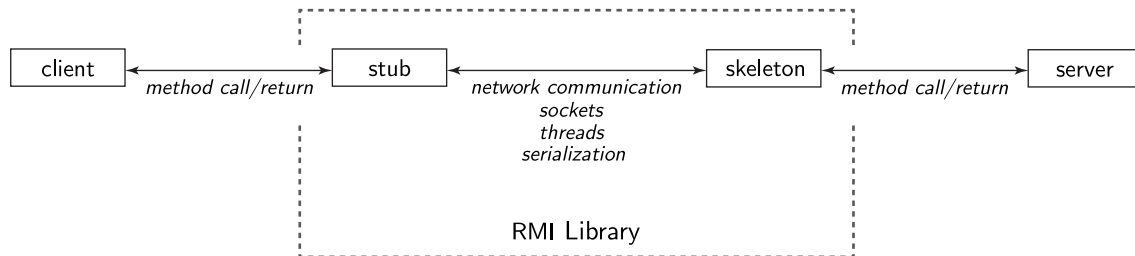 client
stub
skeleton
server
method call/return
network communication
method call/return
sockets
threads
serialization
RMI Library